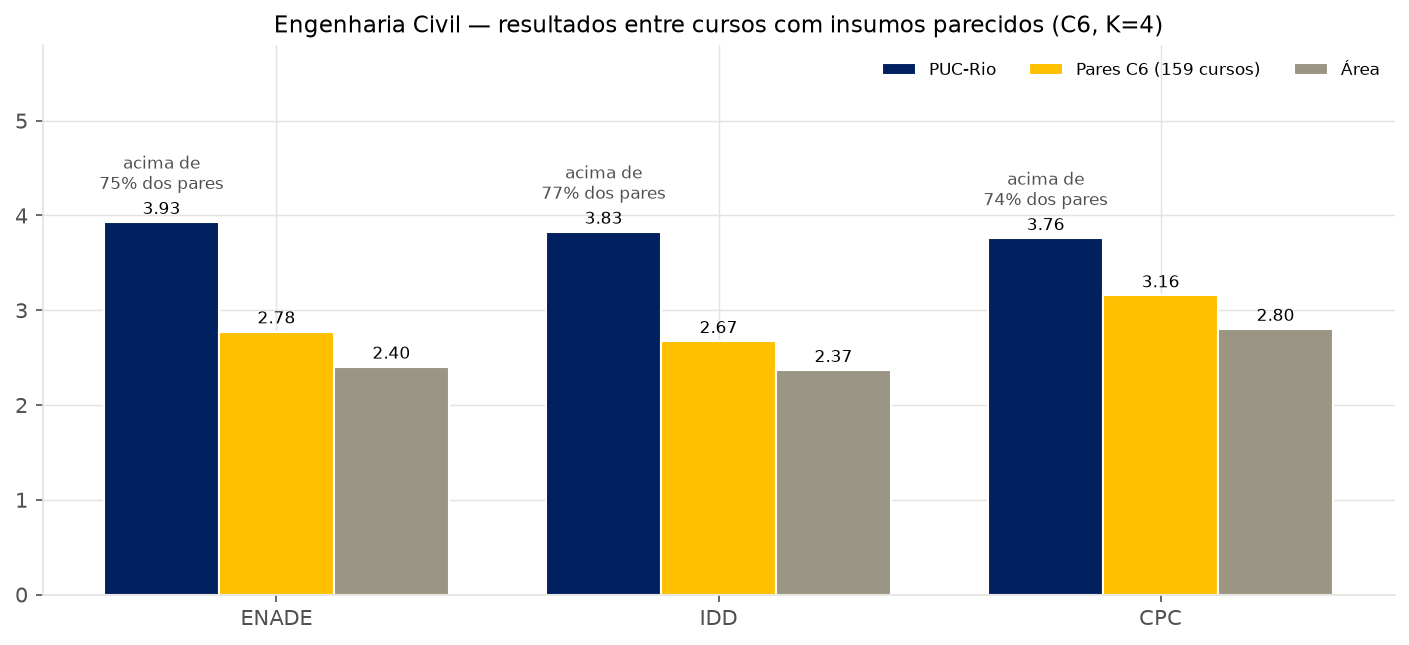 Engenharia Civil — resultados entre cursos com insumos parecidos (C6, K=4)
PUC-Rio
Pares C6 (159 cursos)
Área
5
4
3
2
1
0
acima de
75% dos pares
3.93
2.78
2.40
acima de
77% dos pares
3.83
2.67
2.37
acima de
74% dos pares
3.76
3.16
2.80
ENADE
IDD
CPC